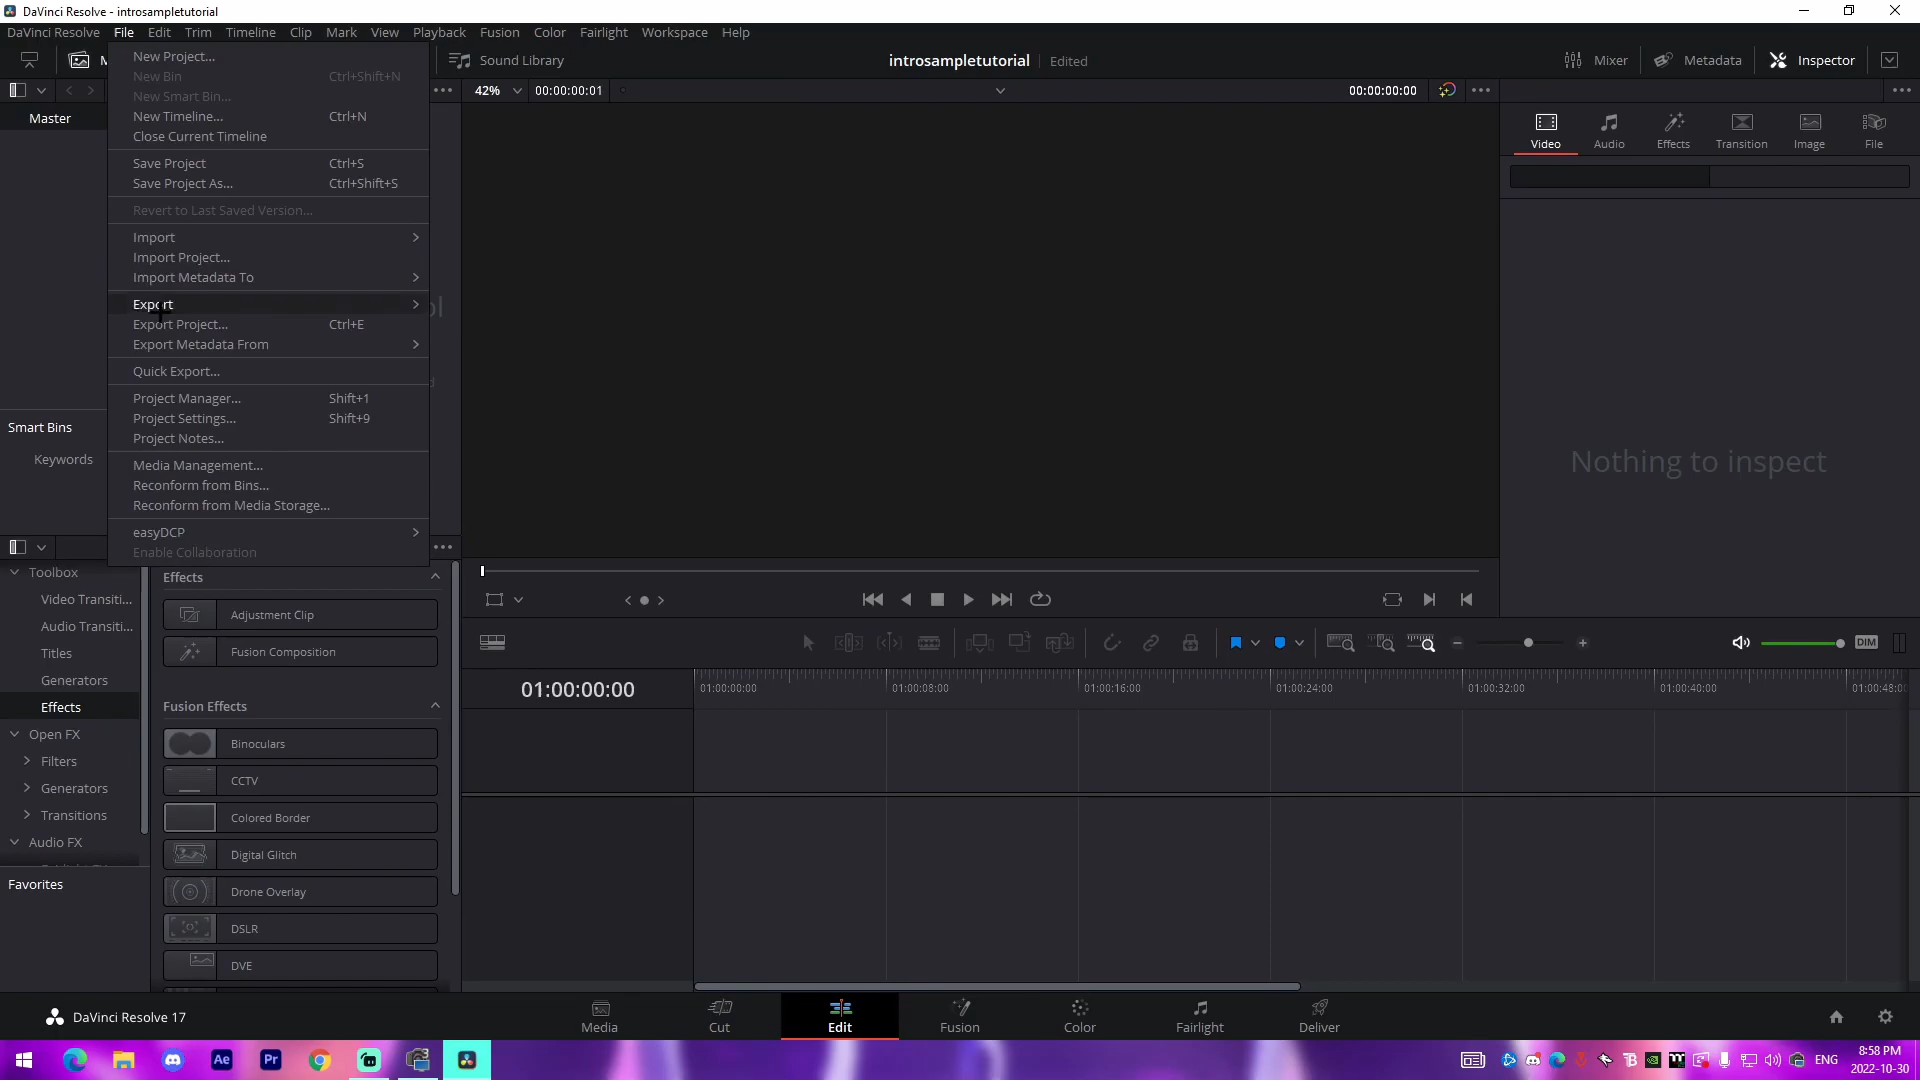 DaVinci Resolve - introsampletutorial
DaVinci Resolve File Edit Trim Timeline Clip Mark View Playback Fusion Color Fairlight Workspace Help
Sound Library introsampletutorial Edited Mixer Metadata Inspector
42% 00:00:00:01 00:00:00:00
Master
New Project...
New Bin Ctrl+Shift+N
New Smart Bin...
New Timeline... Ctrl+N
Close Current Timeline
Save Project Ctrl+S
Save Project As... Ctrl+Shift+S
Revert to Last Saved Version...
Import
Import Project...
Import Metadata To
Export
Export Project... Ctrl+E
Export Metadata From
Quick Export...
Project Manager... Shift+1
Project Settings... Shift+9
Project Notes...
Media Management...
Reconform from Bins...
Reconform from Media Storage...
easyDCP
Enable Collaboration
Smart Bins
Keywords
Video Audio Effects Transition Image File
Nothing to inspect
Toolbox
Video Transiti...
Audio Transiti...
Titles
Generators
Effects
Open FX
Filters
Generators
Transitions
Audio FX
Favorites
Effects
Adjustment Clip
Fusion Composition
Fusion Effects
Binoculars
CCTV
Colored Border
Digital Glitch
Drone Overlay
DSLR
DVE
DIM
01:00:00:00
01:00:00:00 01:00:08:00 01:00:16:00 01:00:24:00 01:00:32:00 01:00:40:00 01:00:48:0
DaVinci Resolve 17
Media Cut Edit Fusion Color Fairlight Deliver
Ae Pr
ENG
8:58 PM
2022-10-30